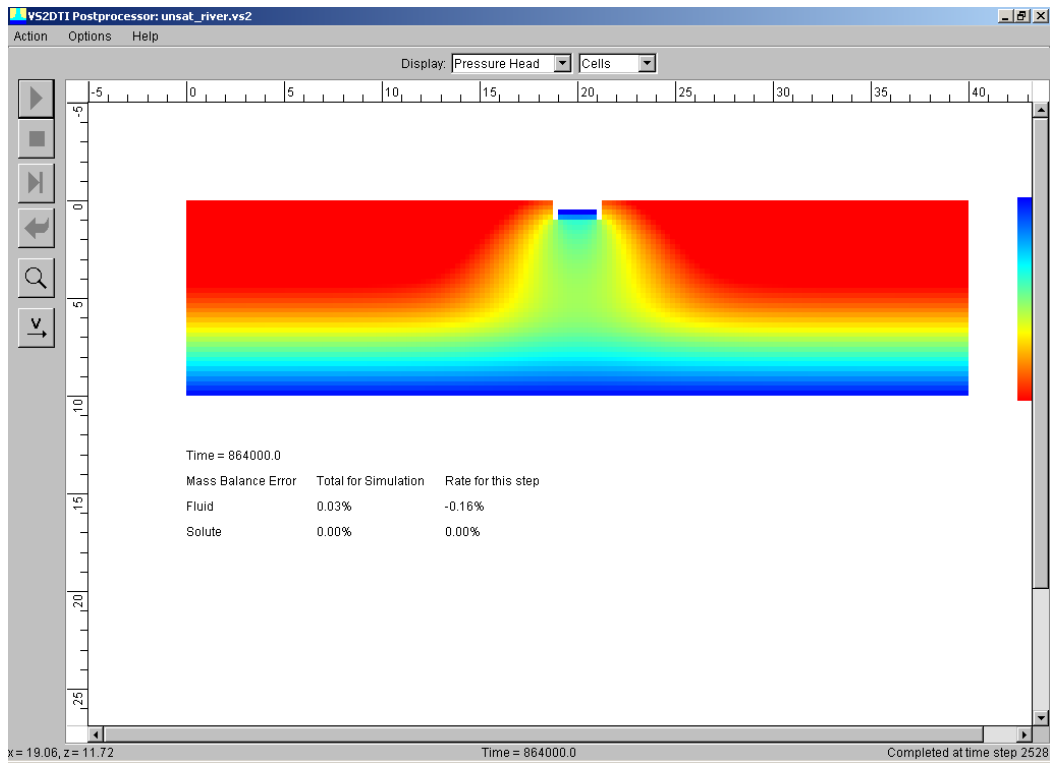 VS2DTI Postprocessor: unsat_river.vs2
Action Options Help
Display: Pressure Head Cells
-5 0 5 10 15 20 25 30 35 40
-5
0
5
10
15
20
25
V
Time = 864000.0
Mass Balance Error Total for Simulation Rate for this step
Fluid 0.03% -0.16%
Solute 0.00% 0.00%
x = 19.06, z = 11.72 Time = 864000.0 Completed at time step 2528